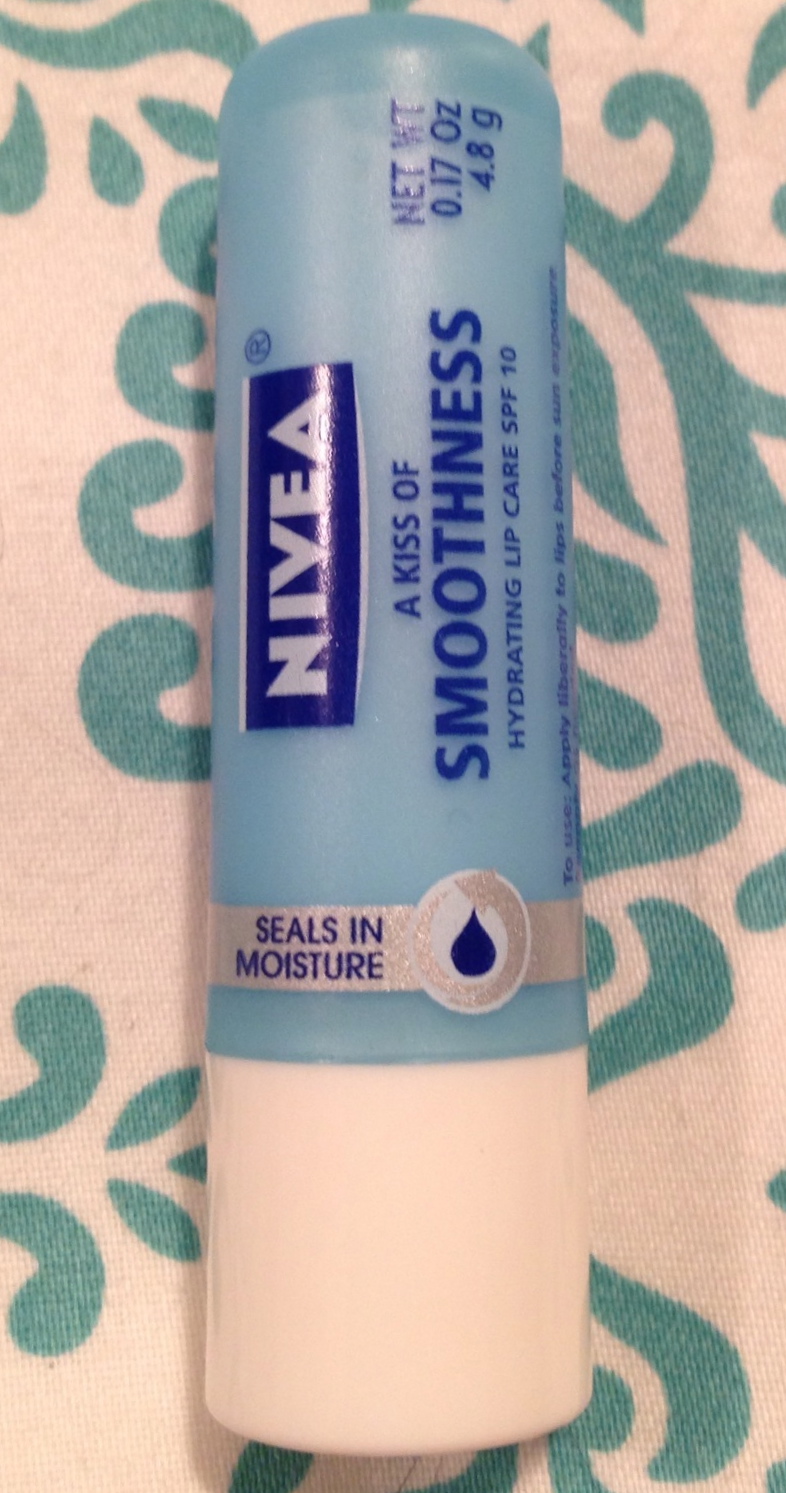 NIVEA®
A KISS OF
SMOOTHNESS
HYDRATING LIP CARE SPF 10
To use: Apply liberally to lips before sun exposure
NET WT
0.17 Oz
4.8 g
SEALS IN
MOISTURE